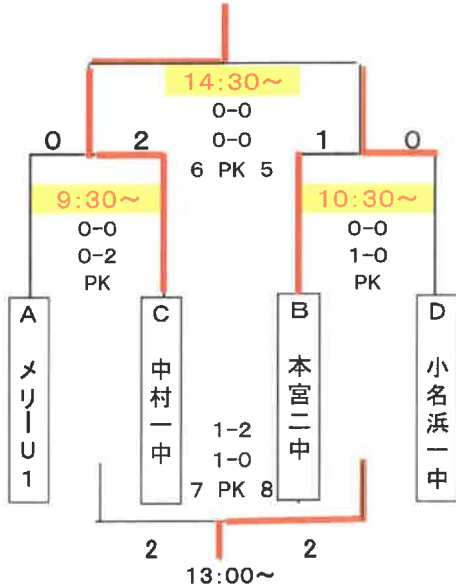 14:30~
0-0
0-0
6 PK 5
0 2 1 0
9:30~ 10:30~
0-0 0-0
0-2 1-0
PK
A C B D
メリーU1
中村一中
本宮二中
小名浜一中
1-2
1-0
7 PK 8
2 2
13:00~